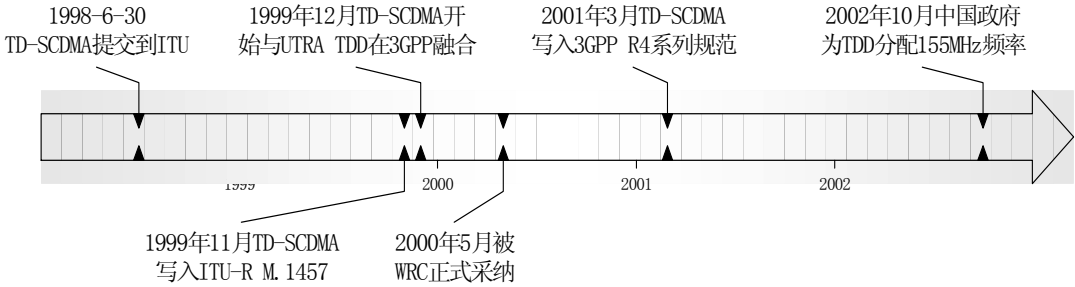 1998-6-30
TD-SCDMA提交到ITU
1999年12月TD-SCDMA开
始与UTRA TDD在3GPP融合
2001年3月TD-SCDMA
写入3GPP R4系列规范
2002年10月中国政府
为TDD分配155MHz频率
1999
2000
2001
2002
1999年11月TD-SCDMA
写入ITU-R M.1457
2000年5月被
WRC正式采纳